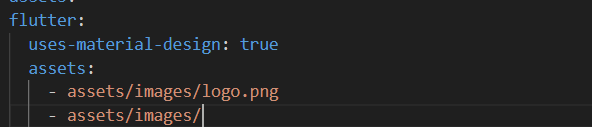 flutter:
  uses-material-design: true
  assets:
    - assets/images/logo.png
    - assets/images/